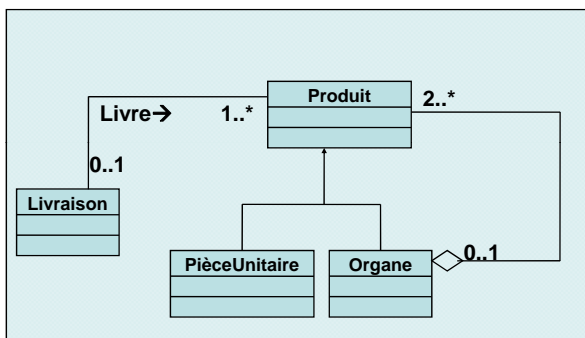 Produit
2..*
Livre→
1..*
0..1
Livraison
PièceUnitaire
Organe
0..1